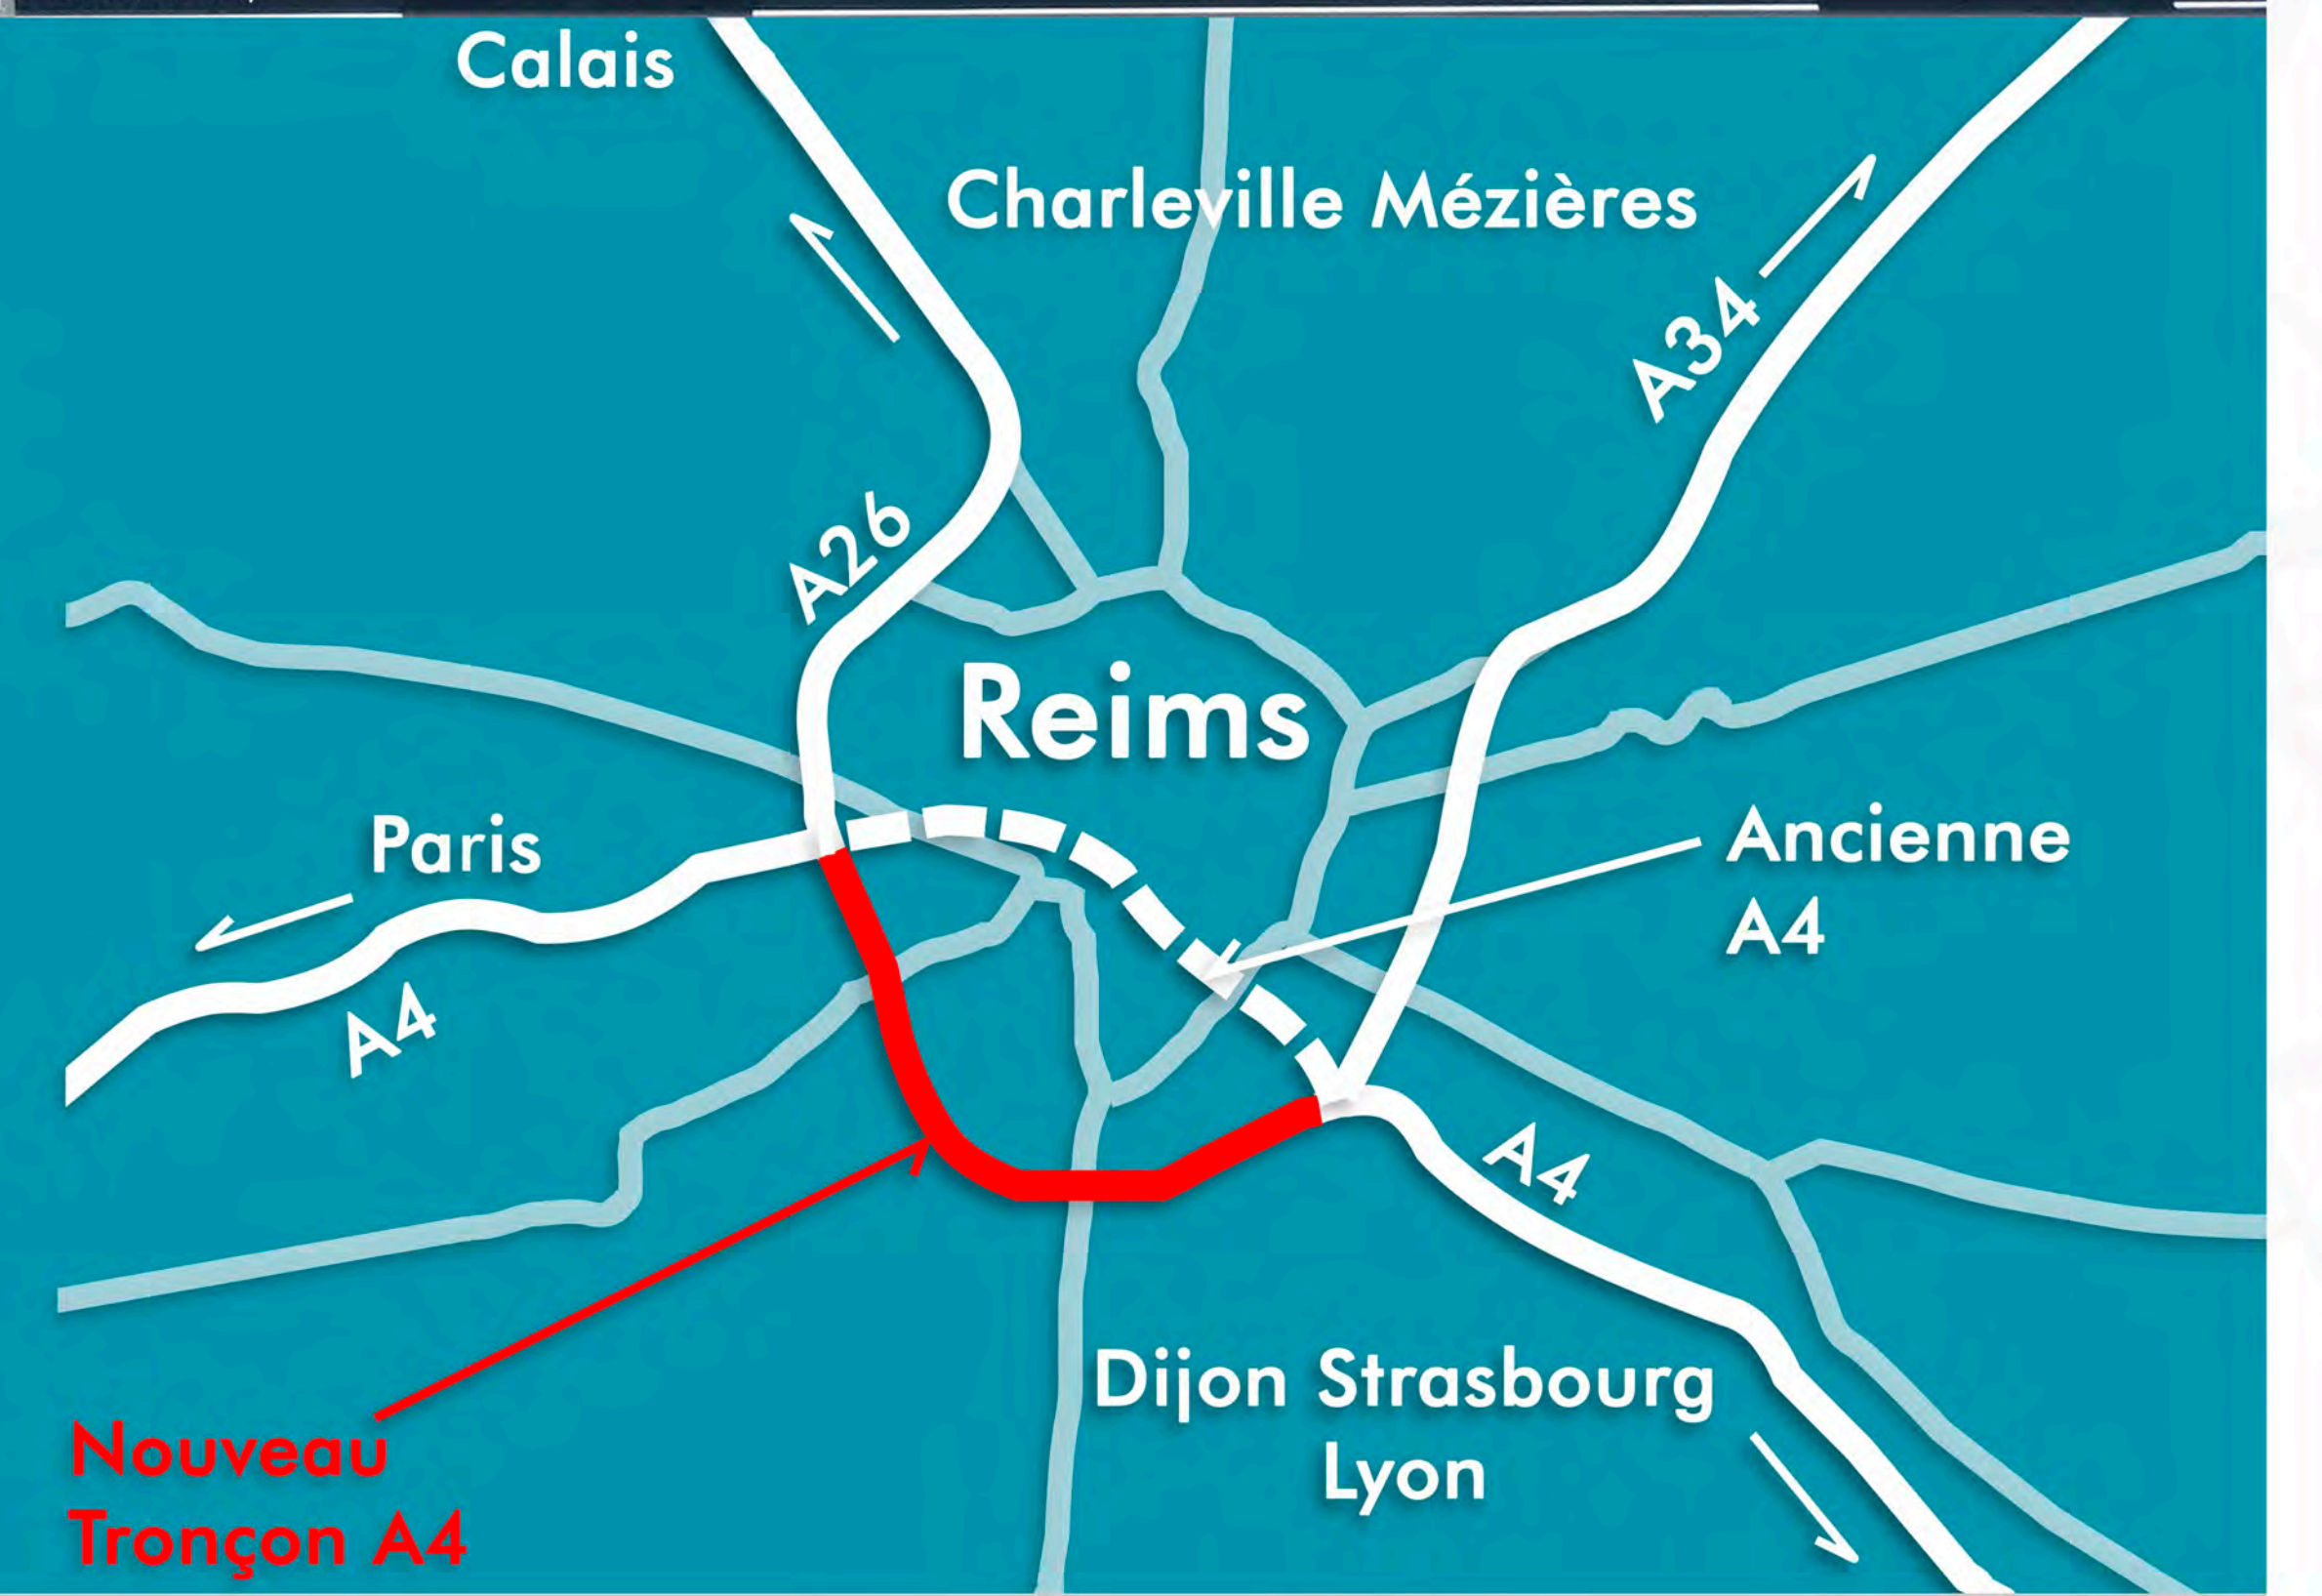 Calais
Charleville Mézières
A34
A26
Reims
Paris
Ancienne
A4
A4
A4
Dijon Strasbourg
Lyon
Nouveau
Tronçon A4